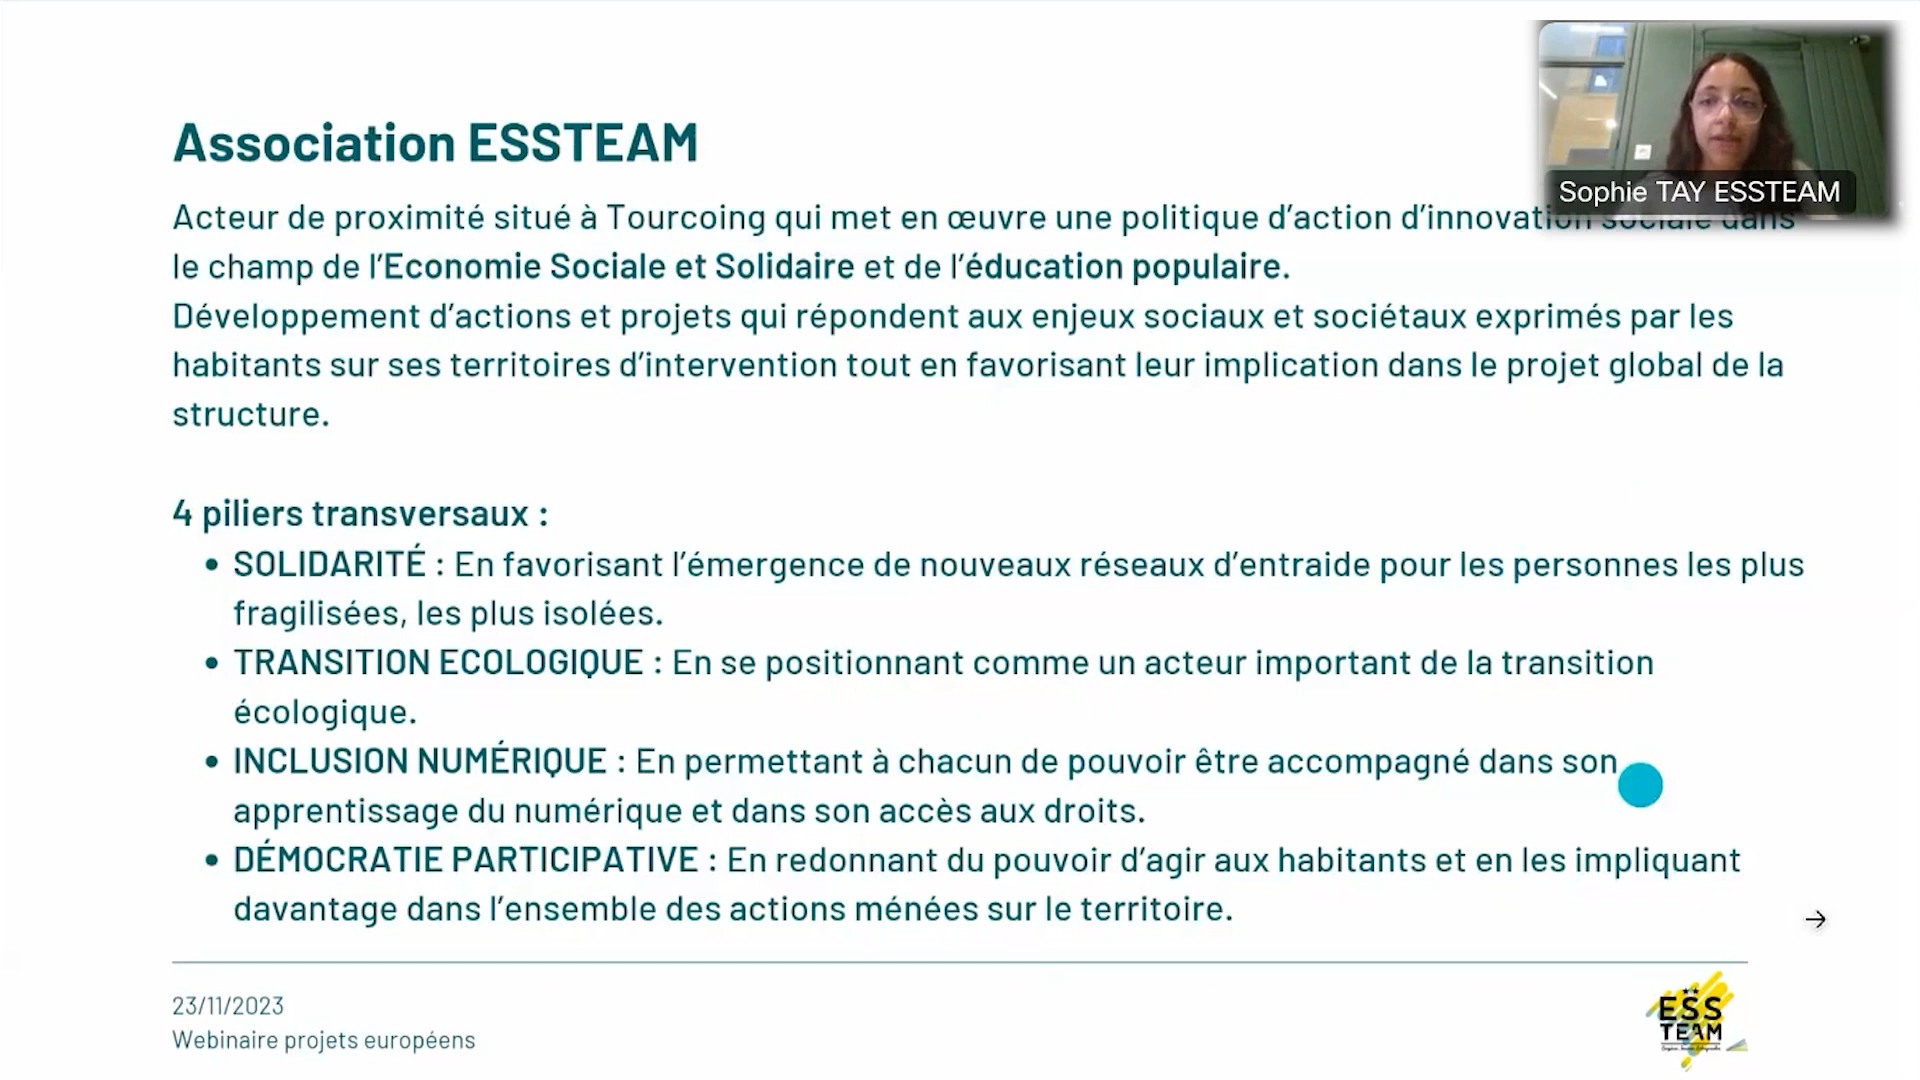 Association ESSTEAM
Sophie TAY ESSTEAM
Acteur de proximité situé à Tourcoing qui met en œuvre une politique d'action d'innovation sociale dans
le champ de l'Economie Sociale et Solidaire et de l'éducation populaire.
Développement d'actions et projets qui répondent aux enjeux sociaux et sociétaux exprimés par les
habitants sur ses territoires d'intervention tout en favorisant leur implication dans le projet global de la
structure.
4 piliers transversaux :
• SOLIDARITÉ : En favorisant l'émergence de nouveaux réseaux d'entraide pour les personnes les plus
fragilisées, les plus isolées.
• TRANSITION ECOLOGIQUE : En se positionnant comme un acteur important de la transition
écologique.
• INCLUSION NUMÉRIQUE : En permettant à chacun de pouvoir être accompagné dans son
apprentissage du numérique et dans son accès aux droits.
• DÉMOCRATIE PARTICIPATIVE : En redonnant du pouvoir d'agir aux habitants et en les impliquant
davantage dans l'ensemble des actions ménées sur le territoire.
23/11/2023
Webinaire projets européens
ESS
TEAM